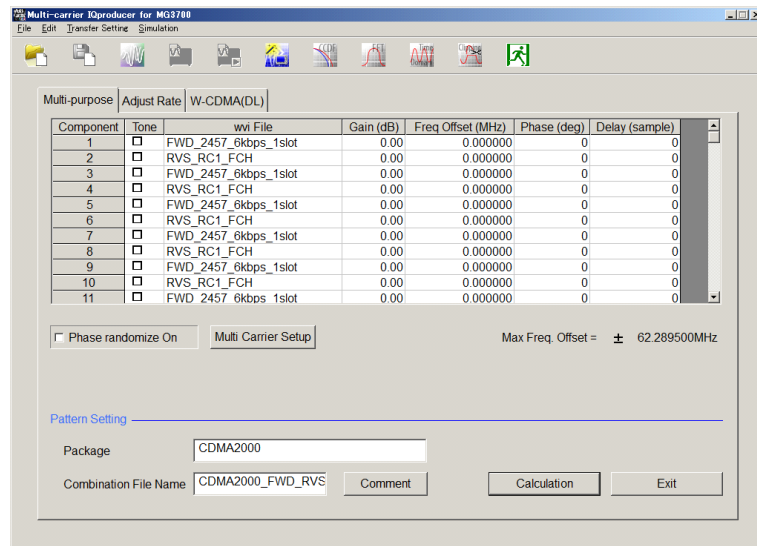 Multi-carrier IQproducer for MG3700
File Edit Transfer Setting Simulation
CCDF FFT Time Domain
Multi-purpose Adjust Rate W-CDMA(DL)
Component Tone wvi File Gain (dB) Freq Offset (MHz) Phase (deg) Delay (sample)
1 FWD_2457_6kbps_1slot 0.00 0.000000 0 0
2 RVS_RC1_FCH 0.00 0.000000 0 0
3 FWD_2457_6kbps_1slot 0.00 0.000000 0 0
4 RVS_RC1_FCH 0.00 0.000000 0 0
5 FWD_2457_6kbps_1slot 0.00 0.000000 0 0
6 RVS_RC1_FCH 0.00 0.000000 0 0
7 FWD_2457_6kbps_1slot 0.00 0.000000 0 0
8 RVS_RC1_FCH 0.00 0.000000 0 0
9 FWD_2457_6kbps_1slot 0.00 0.000000 0 0
10 RVS_RC1_FCH 0.00 0.000000 0 0
11 FWD_2457_6kbps_1slot 0.00 0.000000 0 0
Phase randomize On Multi Carrier Setup Max Freq. Offset = ± 62.289500MHz
Pattern Setting
Package CDMA2000
Combination File Name CDMA2000_FWD_RVS Comment Calculation Exit